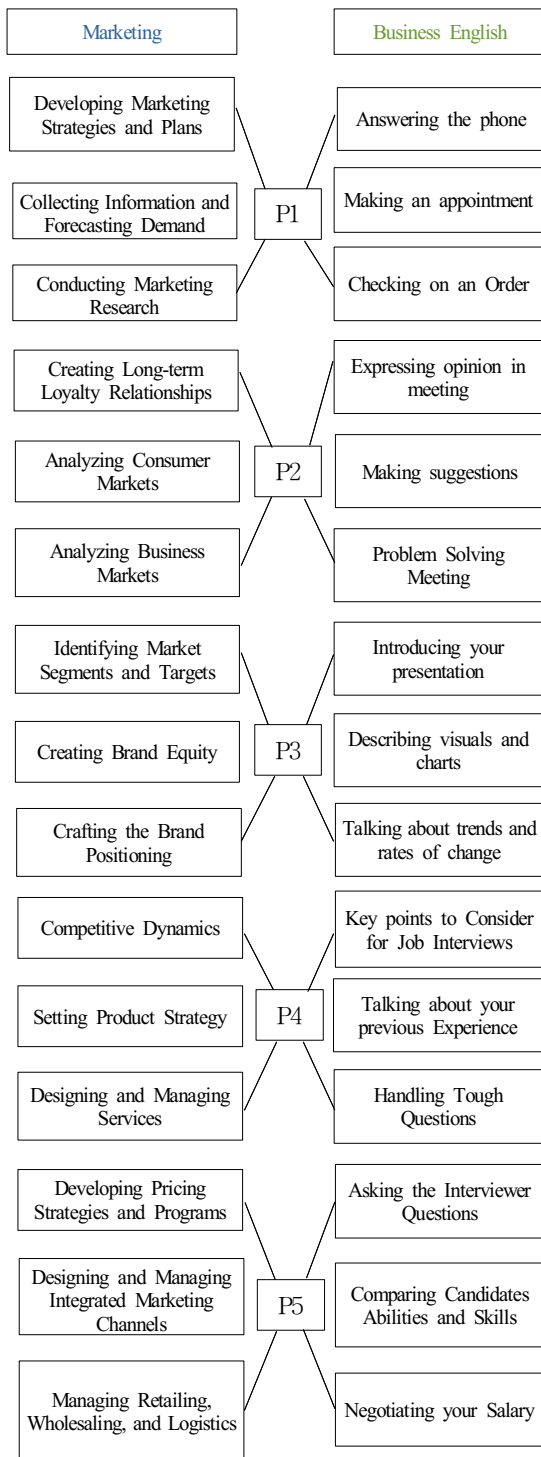 Marketing
Business English
Developing Marketing
Strategies and Plans
Answering the phone
Collecting Information and
Forecasting Demand
P1
Making an appointment
Conducting Marketing
Research
Checking on an Order
Creating Long-term
Loyalty Relationships
Expressing opinion in
meeting
Analyzing Consumer
Markets
P2
Making suggestions
Analyzing Business
Markets
Problem Solving
Meeting
Identifying Market
Segments and Targets
Introducing your
presentation
Creating Brand Equity
P3
Describing visuals and
charts
Crafting the Brand
Positioning
Talking about trends and
rates of change
Competitive Dynamics
Key points to Consider
for Job Interviews
Setting Product Strategy
P4
Talking about your
previous Experience
Designing and Managing
Services
Handling Tough
Questions
Developing Pricing
Strategies and Programs
Asking the Interviewer
Questions
Designing and Managing
Integrated Marketing
Channels
P5
Comparing Candidates
Abilities and Skills
Managing Retailing,
Wholesaling, and Logistics
Negotiating your Salary